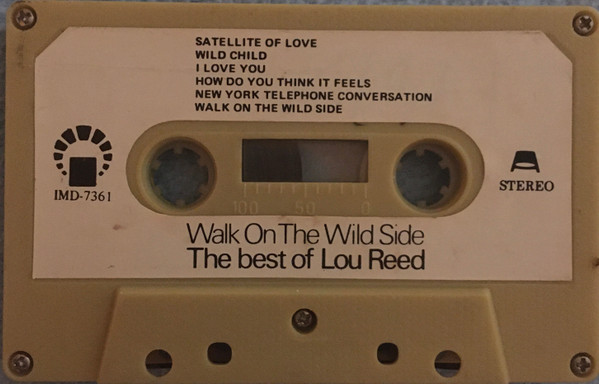 SATELLITE OF LOVE
WILD CHILD
I LOVE YOU
HOW DO YOU THINK IT FEELS
NEW YORK TELEPHONE CONVERSATION
WALK ON THE WILD SIDE
IMD-7361
STEREO
100 50 0
Walk On The Wild Side
The best of Lou Reed